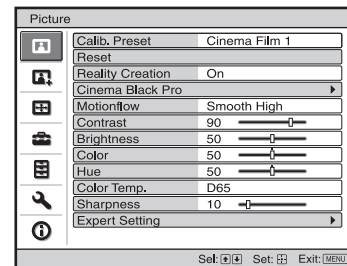 Picture
Calib. Preset Cinema Film 1
Reset
Reality Creation On
Cinema Black Pro
Motionflow Smooth High
Contrast 90
Brightness 50
Color 50
Hue 50
Color Temp. D65
Sharpness 10
Expert Setting
Sel: Set: Exit: MENU